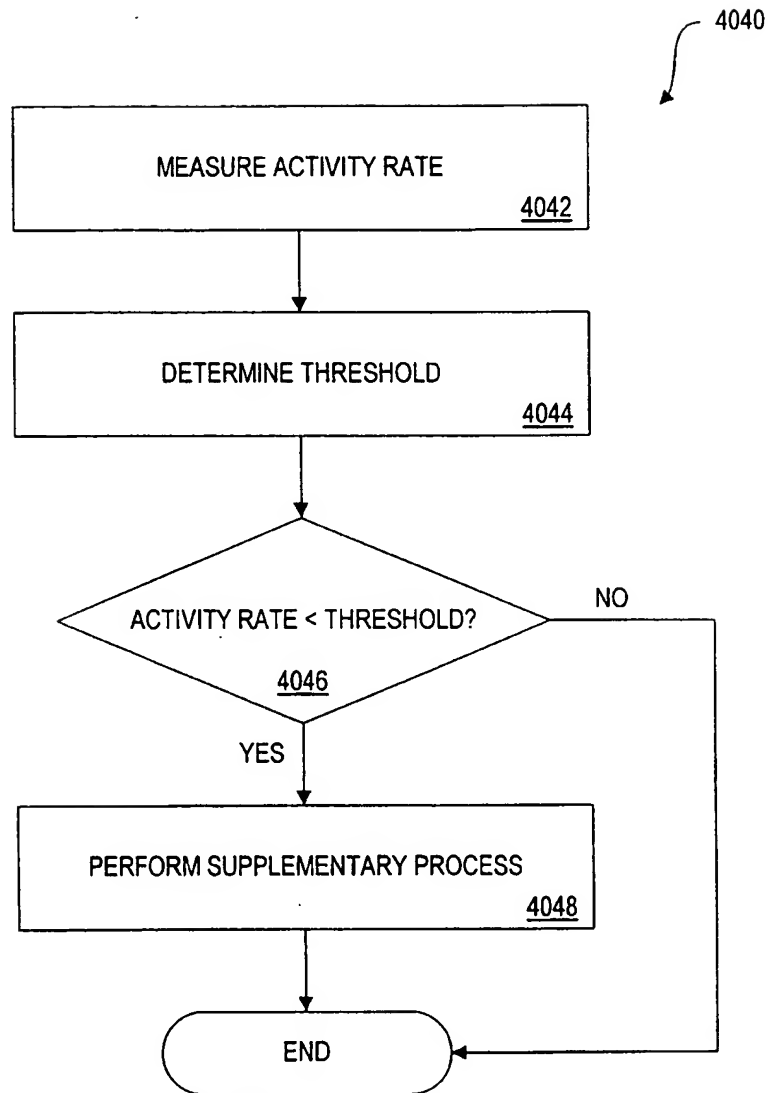 4040
MEASURE ACTIVITY RATE
4042
DETERMINE THRESHOLD
4044
ACTIVITY RATE < THRESHOLD?
4046
NO
YES
PERFORM SUPPLEMENTARY PROCESS
4048
END